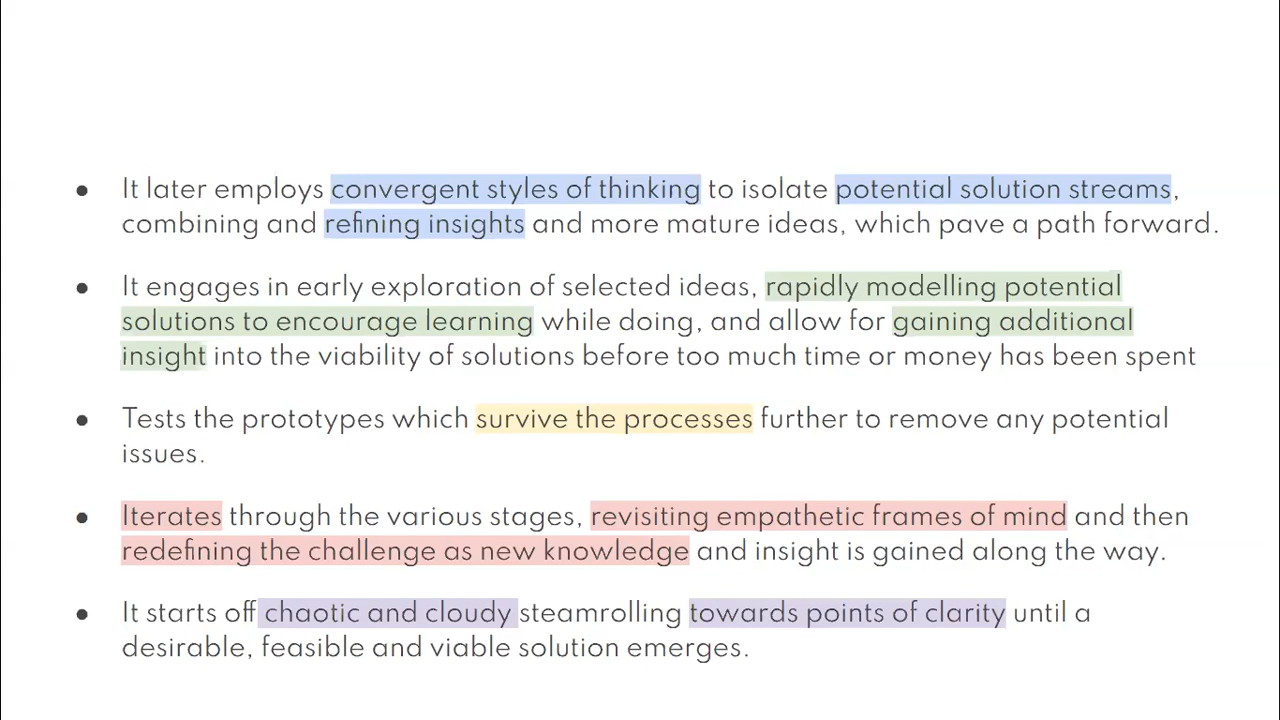 ● It later employs convergent styles of thinking to isolate potential solution streams,
combining and refining insights and more mature ideas, which pave a path forward.
● It engages in early exploration of selected ideas, rapidly modelling potential
solutions to encourage learning while doing, and allow for gaining additional
insight into the viability of solutions before too much time or money has been spent
● Tests the prototypes which survive the processes further to remove any potential
issues.
● Iterates through the various stages, revisiting empathetic frames of mind and then
redefining the challenge as new knowledge and insight is gained along the way.
● It starts off chaotic and cloudy steamrolling towards points of clarity until a
desirable, feasible and viable solution emerges.